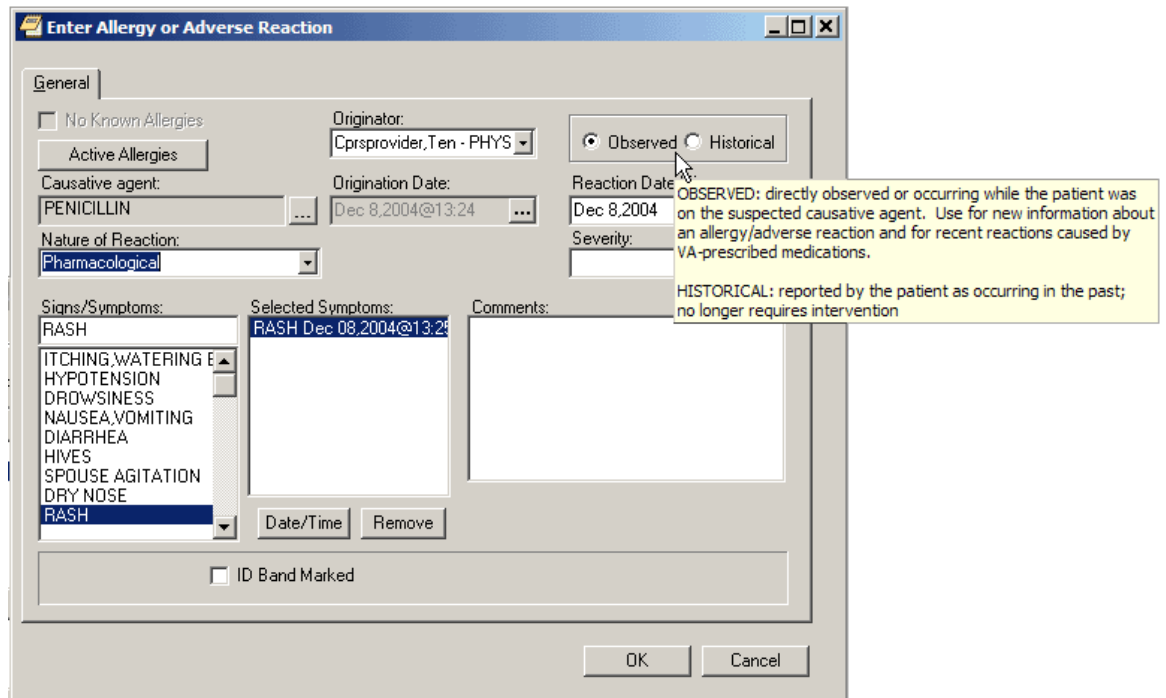 Enter Allergy or Adverse Reaction
General
No Known Allergies
Active Allergies
Originator:
Cprsprovider,Ten - PHYS
Observed
Historical
Causative agent:
PENICILLIN
...
Origination Date:
Dec 8,2004@13:24
...
Reaction Date
Dec 8,2004
Nature of Reaction:
Pharmacological
Severity:
OBSERVED: directly observed or occurring while the patient was
on the suspected causative agent. Use for new information about
an allergy/adverse reaction and for recent reactions caused by
VA-prescribed medications.
HISTORICAL: reported by the patient as occurring in the past;
no longer requires intervention
Signs/Symptoms:
RASH
ITCHING,WATERING E
HYPOTENSION
DROWSINESS
NAUSEA,VOMITING
DIARRHEA
HIVES
SPOUSE AGITATION
DRY NOSE
RASH
Selected Symptoms:
RASH Dec 08,2004@13:25
Comments:
Date/Time
Remove
ID Band Marked
OK
Cancel